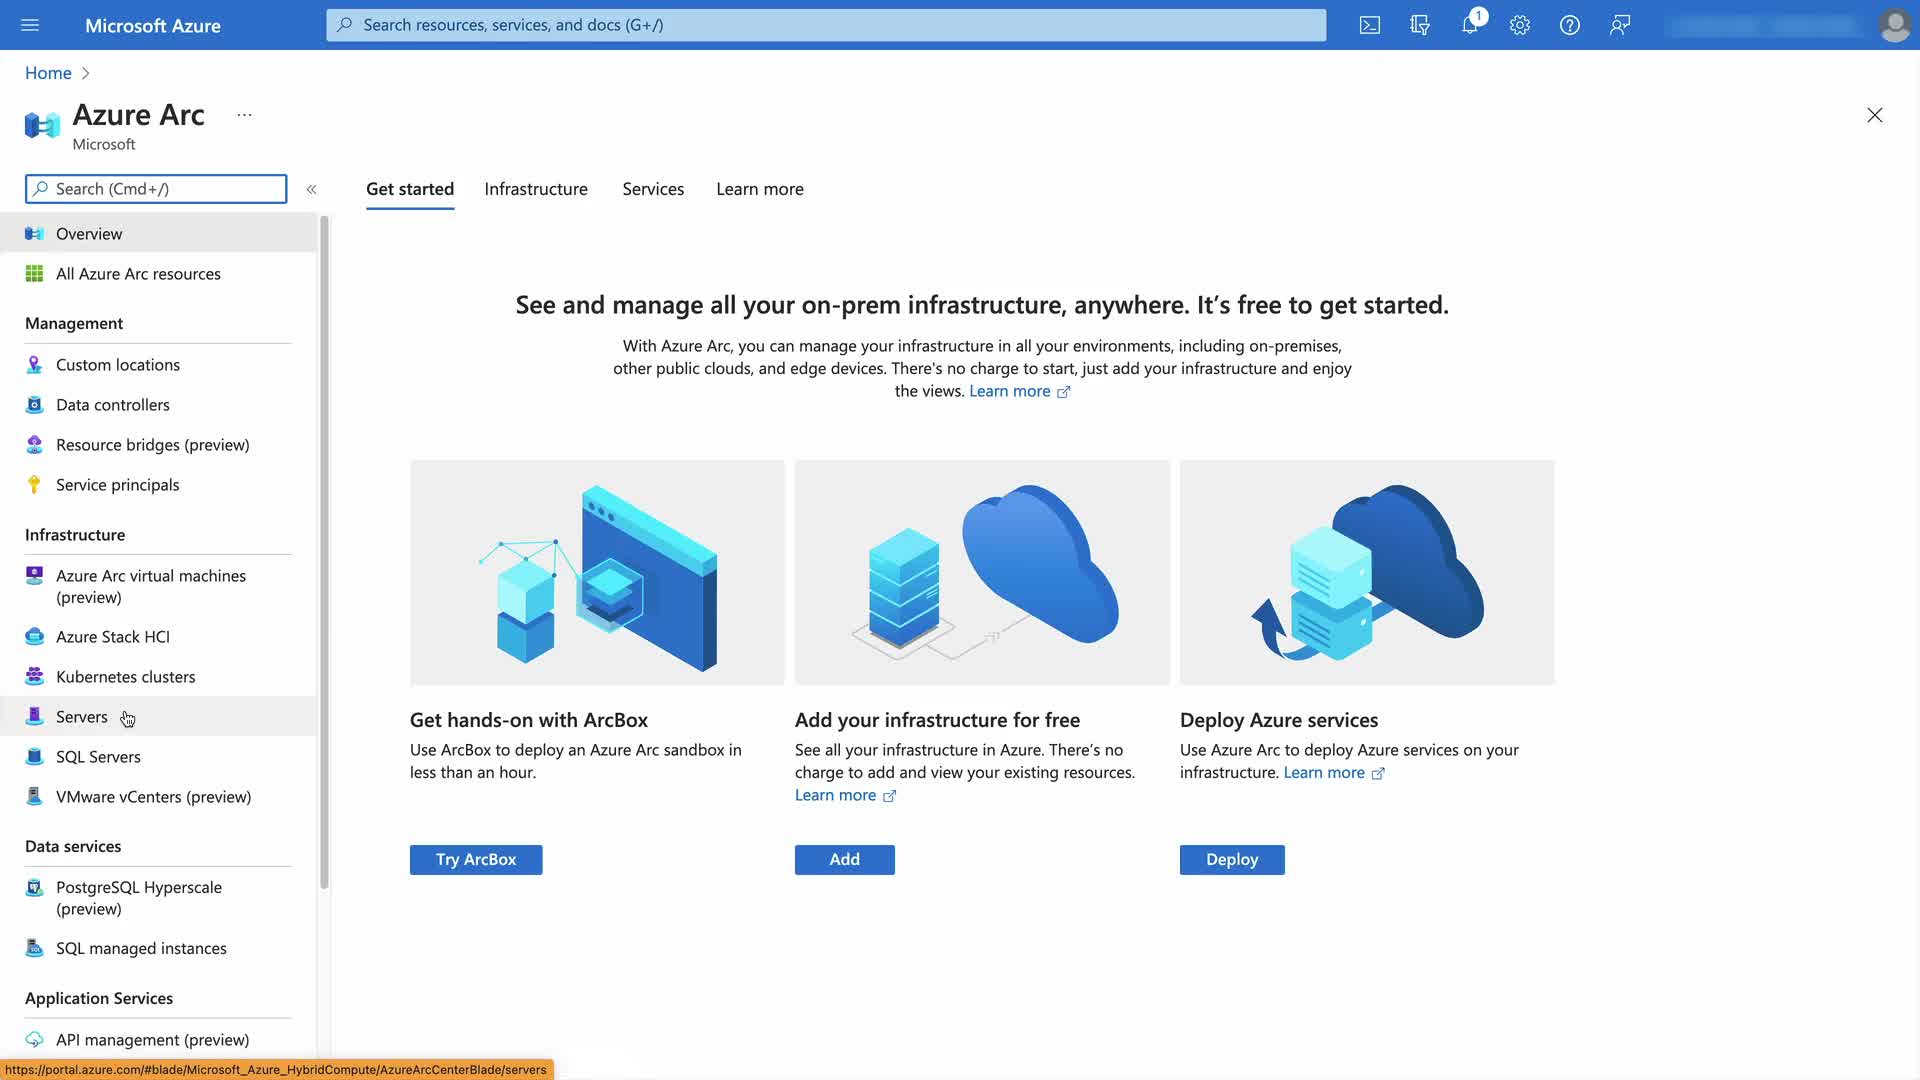 Microsoft Azure
Search resources, services, and docs (G+/)
1
Home
Azure Arc
...
Microsoft
Search (Cmd+/)
«
Get started
Infrastructure
Services
Learn more
Overview
All Azure Arc resources
Management
Custom locations
Data controllers
Resource bridges (preview)
Service principals
Infrastructure
Azure Arc virtual machines
(preview)
Azure Stack HCI
Kubernetes clusters
Servers
SQL Servers
VMware vCenters (preview)
Data services
PostgreSQL Hyperscale
(preview)
SQL managed instances
Application Services
API management (preview)
See and manage all your on-prem infrastructure, anywhere. It’s free to get started.
With Azure Arc, you can manage your infrastructure in all your environments, including on-premises,
other public clouds, and edge devices. There's no charge to start, just add your infrastructure and enjoy
the views. Learn more
Get hands-on with ArcBox
Use ArcBox to deploy an Azure Arc sandbox in
less than an hour.
Try ArcBox
Add your infrastructure for free
See all your infrastructure in Azure. There’s no
charge to add and view your existing resources.
Learn more
Add
Deploy Azure services
Use Azure Arc to deploy Azure services on your
infrastructure. Learn more
Deploy
https://portal.azure.com/#blade/Microsoft_Azure_HybridCompute/AzureArcCenterBlade/servers